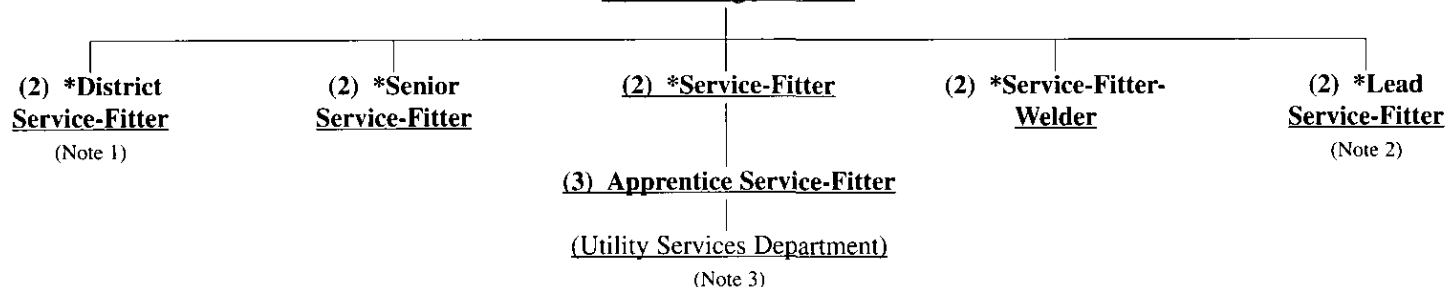 (2) *District
Service-Fitter
(Note 1)
(2) *Senior
Service-Fitter
(2) *Service-Fitter
(2) *Service-Fitter-
Welder
(2) *Lead
Service-Fitter
(Note 2)
(3) Apprentice Service-Fitter
(Utility Services Department)
(Note 3)